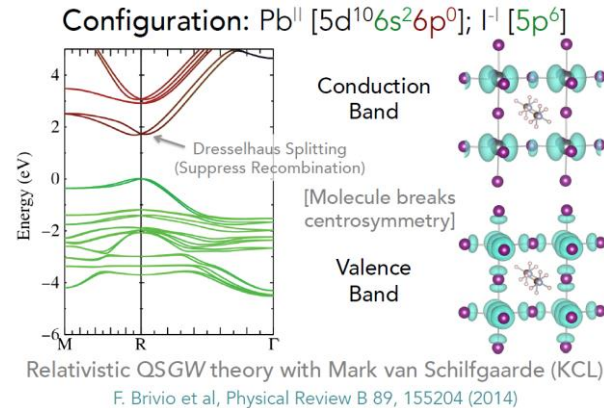 Configuration: Pb^II [5d^10 6s^2 6p^0]; I^-I [5p^6]
Conduction
Band
Dresselhaus Splitting
(Suppress Recombination)
[Molecule breaks
centrosymmetry]
Valence
Band
Energy (eV)
4
2
0
−2
−4
−6
M
R
Γ
Relativistic QSGW theory with Mark van Schilfgaarde (KCL)
F. Brivio et al, Physical Review B 89, 155204 (2014)